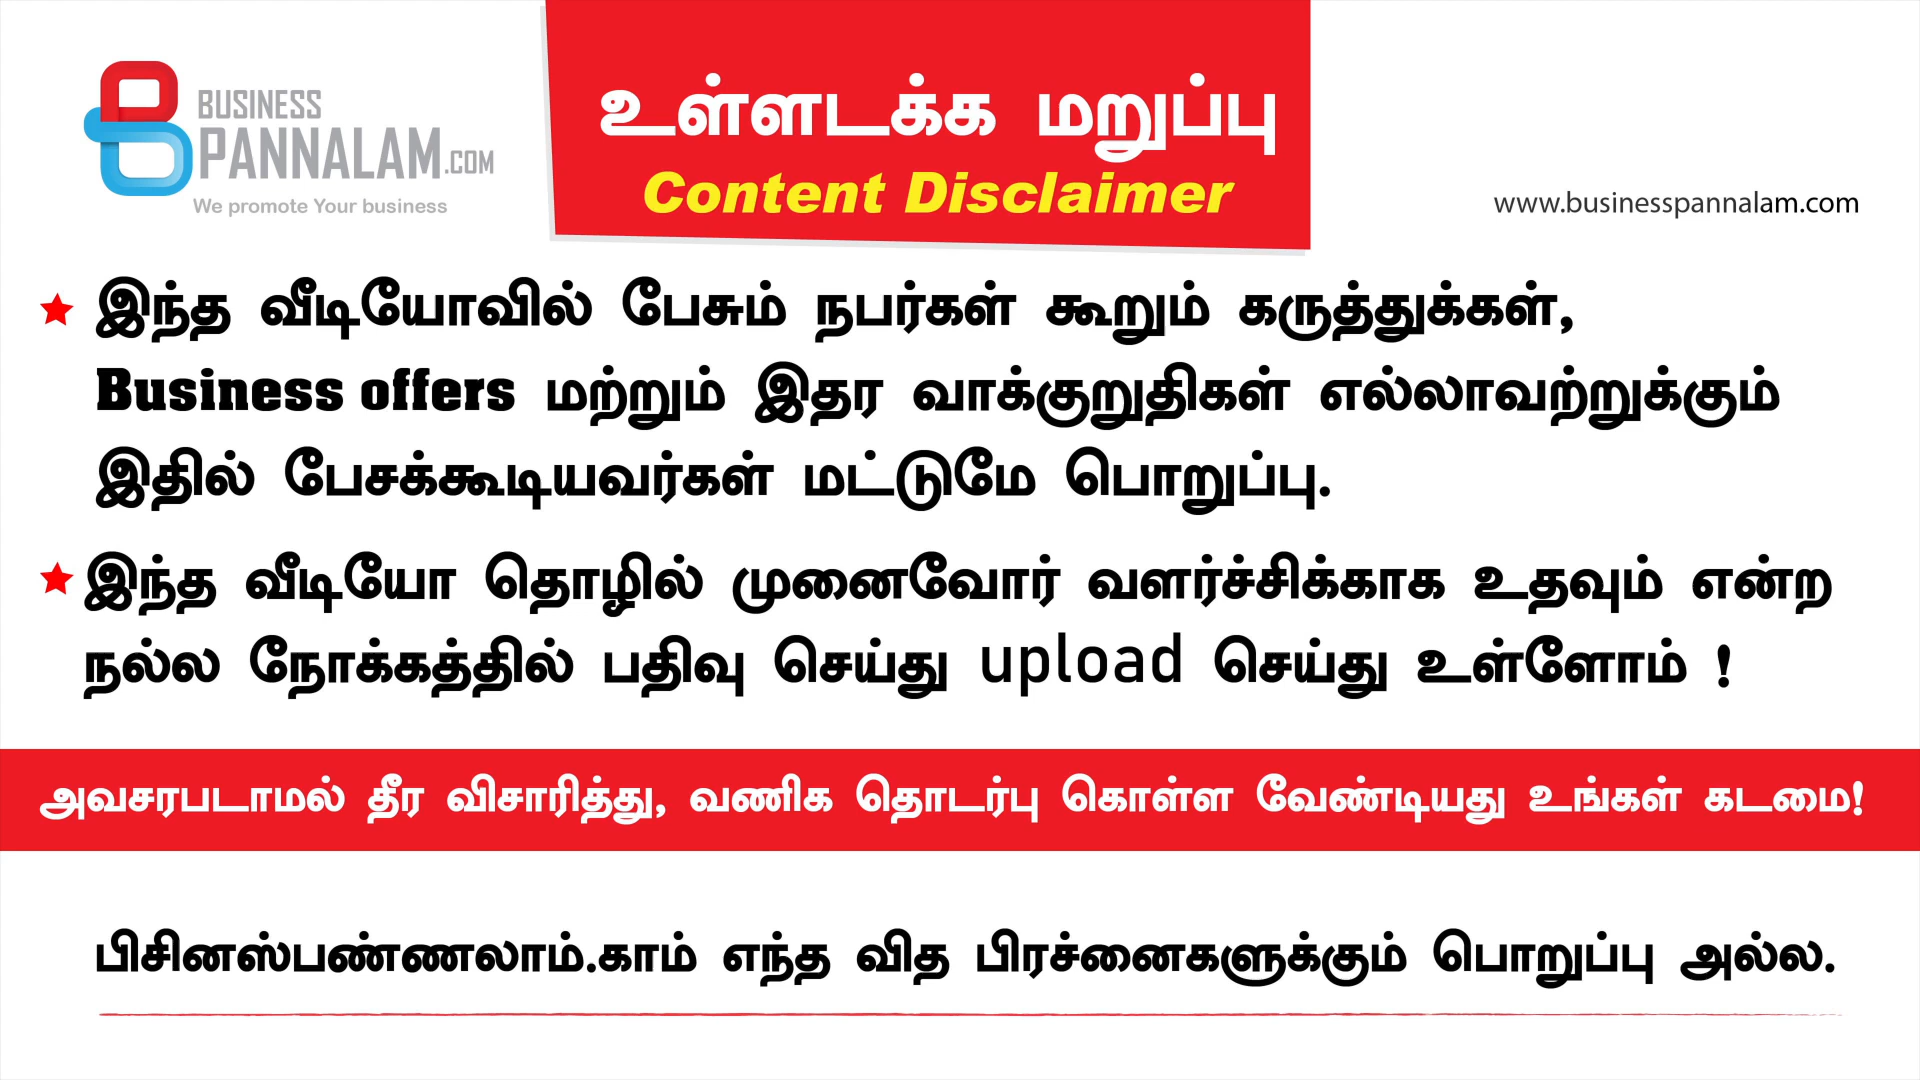 BUSINESS
PANNALAM.COM
We promote Your business
உள்ளடக்க மறுப்பு
Content Disclaimer
www.businesspannalam.com
இந்த வீடியோவில் பேசும் நபர்கள் கூறும் கருத்துக்கள்,
Business offers மற்றும் இதர வாக்குறுதிகள் எல்லாவற்றுக்கும்
இதில் பேசக்கூடியவர்கள் மட்டுமே பொறுப்பு.
இந்த வீடியோ தொழில் முனைவோர் வளர்ச்சிக்காக உதவும் என்ற
நல்ல நோக்கத்தில் பதிவு செய்து upload செய்து உள்ளோம் !
அவசரபடாமல் தீர விசாரித்து, வணிக தொடர்பு கொள்ள வேண்டியது உங்கள் கடமை!
பிசினஸ்பண்ணலாம்.காம் எந்த வித பிரச்னைகளுக்கும் பொறுப்பு அல்ல.